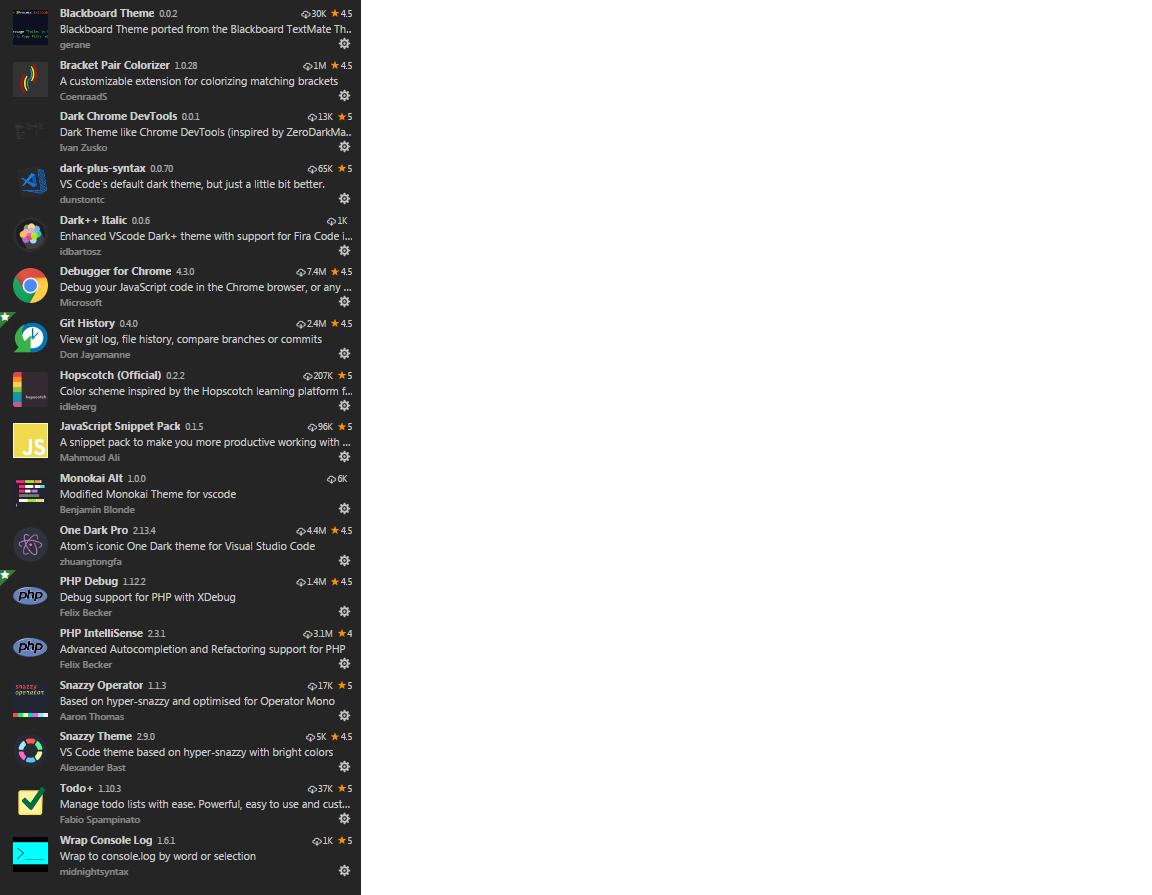 Blackboard Theme 0.0.2 30K ★ 4.5
Blackboard Theme ported from the Blackboard TextMate Th..
gerane
Bracket Pair Colorizer 1.0.28 1M ★ 4.5
A customizable extension for colorizing matching brackets
CoenraadS
Dark Chrome DevTools 0.0.1 13K ★ 5
Dark Theme like Chrome DevTools (inspired by ZeroDarkMa..
Ivan Zusko
dark-plus-syntax 0.0.70 65K ★ 5
VS Code's default dark theme, but just a little bit better.
dunstontc
Dark++ Italic 0.0.6 1K
Enhanced VScode Dark+ theme with support for Fira Code i...
idbartosz
Debugger for Chrome 4.3.0 7.4M ★ 4.5
Debug your JavaScript code in the Chrome browser, or any ...
Microsoft
Git History 0.4.0 2.4M ★ 4.5
View git log, file history, compare branches or commits
Don Jayamanne
Hopscotch (Official) 0.2.2 207K ★ 5
hopscotch
Color scheme inspired by the Hopscotch learning platform f...
idleberg
JavaScript Snippet Pack 0.1.5 96K ★ 5
JS
A snippet pack to make you more productive working with ...
Mahmoud Ali
Monokai Alt 1.0.0 6K
Modified Monokai Theme for vscode
Benjamin Blonde
One Dark Pro 2.13.4 4.4M ★ 4.5
Atom's iconic One Dark theme for Visual Studio Code
zhuangtongfa
PHP Debug 1.12.2 1.4M ★ 4.5
php
Debug support for PHP with XDebug
Felix Becker
PHP IntelliSense 2.3.1 3.1M ★ 4
php
Advanced Autocompletion and Refactoring support for PHP
Felix Becker
Snazzy Operator 1.1.3 17K ★ 5
snazzy
operator
Based on hyper-snazzy and optimised for Operator Mono
Aaron Thomas
Snazzy Theme 2.9.0 5K ★ 4.5
VS Code theme based on hyper-snazzy with bright colors
Alexander Bast
Todo+ 1.10.3 37K ★ 5
Manage todo lists with ease. Powerful, easy to use and cust...
Fabio Spampinato
Wrap Console Log 1.6.1 1K ★ 5
>__
Wrap to console.log by word or selection
midnightsyntax